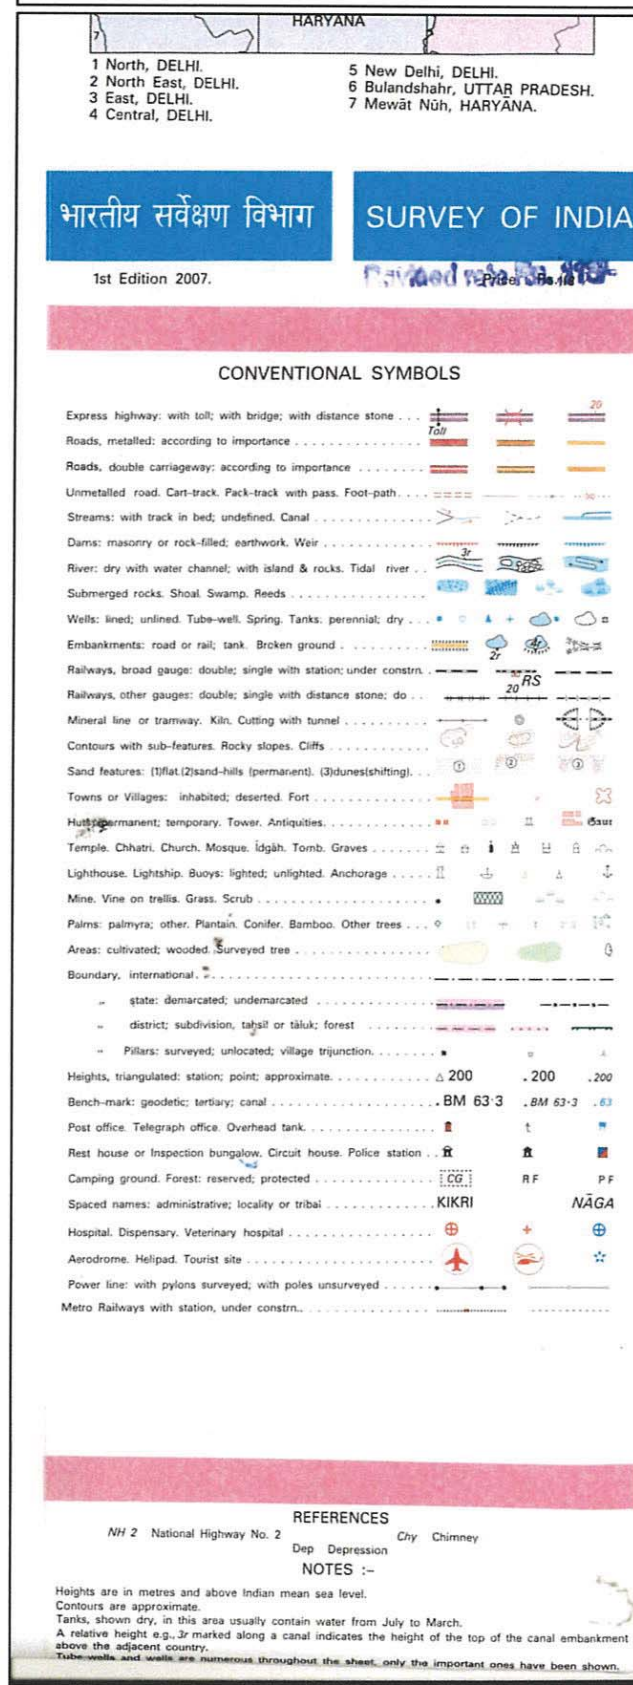 HARYANA
7
1 North, DELHI.
2 North East, DELHI.
3 East, DELHI.
4 Central, DELHI.
5 New Delhi, DELHI.
6 Bulandshahr, UTTAR PRADESH.
7 Mewāt Nūh, HARYĀNA.
भारतीय सर्वेक्षण विभाग
SURVEY OF INDIA
1st Edition 2007.
Revised Price Rs.
CONVENTIONAL SYMBOLS
Express highway: with toll; with bridge; with distance stone . . . Toll 20
Roads, metalled: according to importance . . . . . . . . . . . . . . .
Roads, double carriageway: according to importance . . . . . . . .
Unmetalled road. Cart-track. Pack-track with pass. Foot-path. . . .
Streams: with track in bed; undefined. Canal . . . . . . . . . . . . .
Dams: masonry or rock-filled; earthwork. Weir . . . . . . . . . . . .
River: dry with water channel; with island & rocks. Tidal river . . 3r
Submerged rocks. Shoal. Swamp. Reeds . . . . . . . . . . . . . . . .
Wells: lined; unlined. Tube-well. Spring. Tanks: perennial; dry . . .
Embankments: road or rail; tank. Broken ground . . . . . . . . . . . 2r 4r
Railways, broad gauge: double; single with station; under constrn. RS
Railways, other gauges: double; single with distance stone; do . . 20
Mineral line or tramway. Kiln. Cutting with tunnel . . . . . . . . . .
Contours with sub-features. Rocky slopes. Cliffs . . . . . . . . . . .
Sand features: (1)flat.(2)sand-hills (permanent). (3)dunes(shifting). . . 1 2 3
Towns or Villages: inhabited; deserted. Fort . . . . . . . . . . . . . .
Huts: permanent; temporary. Tower. Antiquities. . . . . . . . . . . .
Temple. Chhatri. Church. Mosque. Īdgāh. Tomb. Graves . . . . . . .
Lighthouse. Lightship. Buoys: lighted; unlighted. Anchorage . . . . .
Mine. Vine on trellis. Grass. Scrub . . . . . . . . . . . . . . . . . . .
Palms: palmyra; other. Plantain. Conifer. Bamboo. Other trees . . .
Areas: cultivated; wooded. Surveyed tree . . . . . . . . . . . . . . .
Boundary, international. . . . . . . . . . . . . . . . . . . . . . . . . .
„ state: demarcated; undemarcated . . . . . . . . . . . . .
„ district; subdivision, tahsil or tāluk; forest . . . . . . . .
„ Pillars: surveyed; unlocated; village trijunction. . . . . . . .
Heights, triangulated: station; point; approximate. . . . . . . . . . . △ 200 . 200 . 200
Bench-mark: geodetic; tertiary; canal . . . . . . . . . . . . . . . . . . . BM 63·3 . BM 63·3 . 63
Post office. Telegraph office. Overhead tank. . . . . . . . . . . . . . . t
Rest house or Inspection bungalow. Circuit house. Police station . .
Camping ground. Forest: reserved; protected . . . . . . . . . . . . . CG RF PF
Spaced names: administrative; locality or tribal . . . . . . . . . . . . KIKRI NĀGA
Hospital. Dispensary. Veterinary hospital . . . . . . . . . . . . . . . .
Aerodrome. Helipad. Tourist site . . . . . . . . . . . . . . . . . . . .
Power line: with pylons surveyed; with poles unsurveyed . . . . .
Metro Railways with station, under constrn.. . . . . . . . . . . . . .
REFERENCES
NH 2 National Highway No. 2 Chy Chimney
Dep Depression
NOTES :–
Heights are in metres and above Indian mean sea level.
Contours are approximate.
Tanks, shown dry, in this area usually contain water from July to March.
A relative height e.g., 3r marked along a canal indicates the height of the top of the canal embankment
above the adjacent country.
Tube wells and wells are numerous throughout the sheet, only the important ones have been shown.